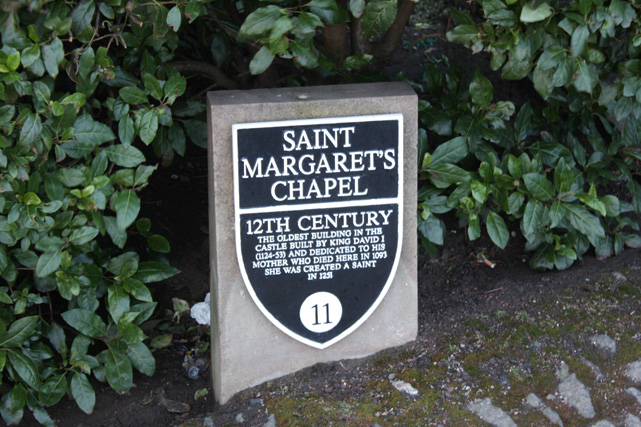 SAINT
MARGARET'S
CHAPEL
12TH CENTURY
THE OLDEST BUILDING IN THE
CASTLE BUILT BY KING DAVID I
(1124-53) AND DEDICATED TO HIS
MOTHER WHO DIED HERE IN 1093
SHE WAS CREATED A SAINT
IN 1251
11